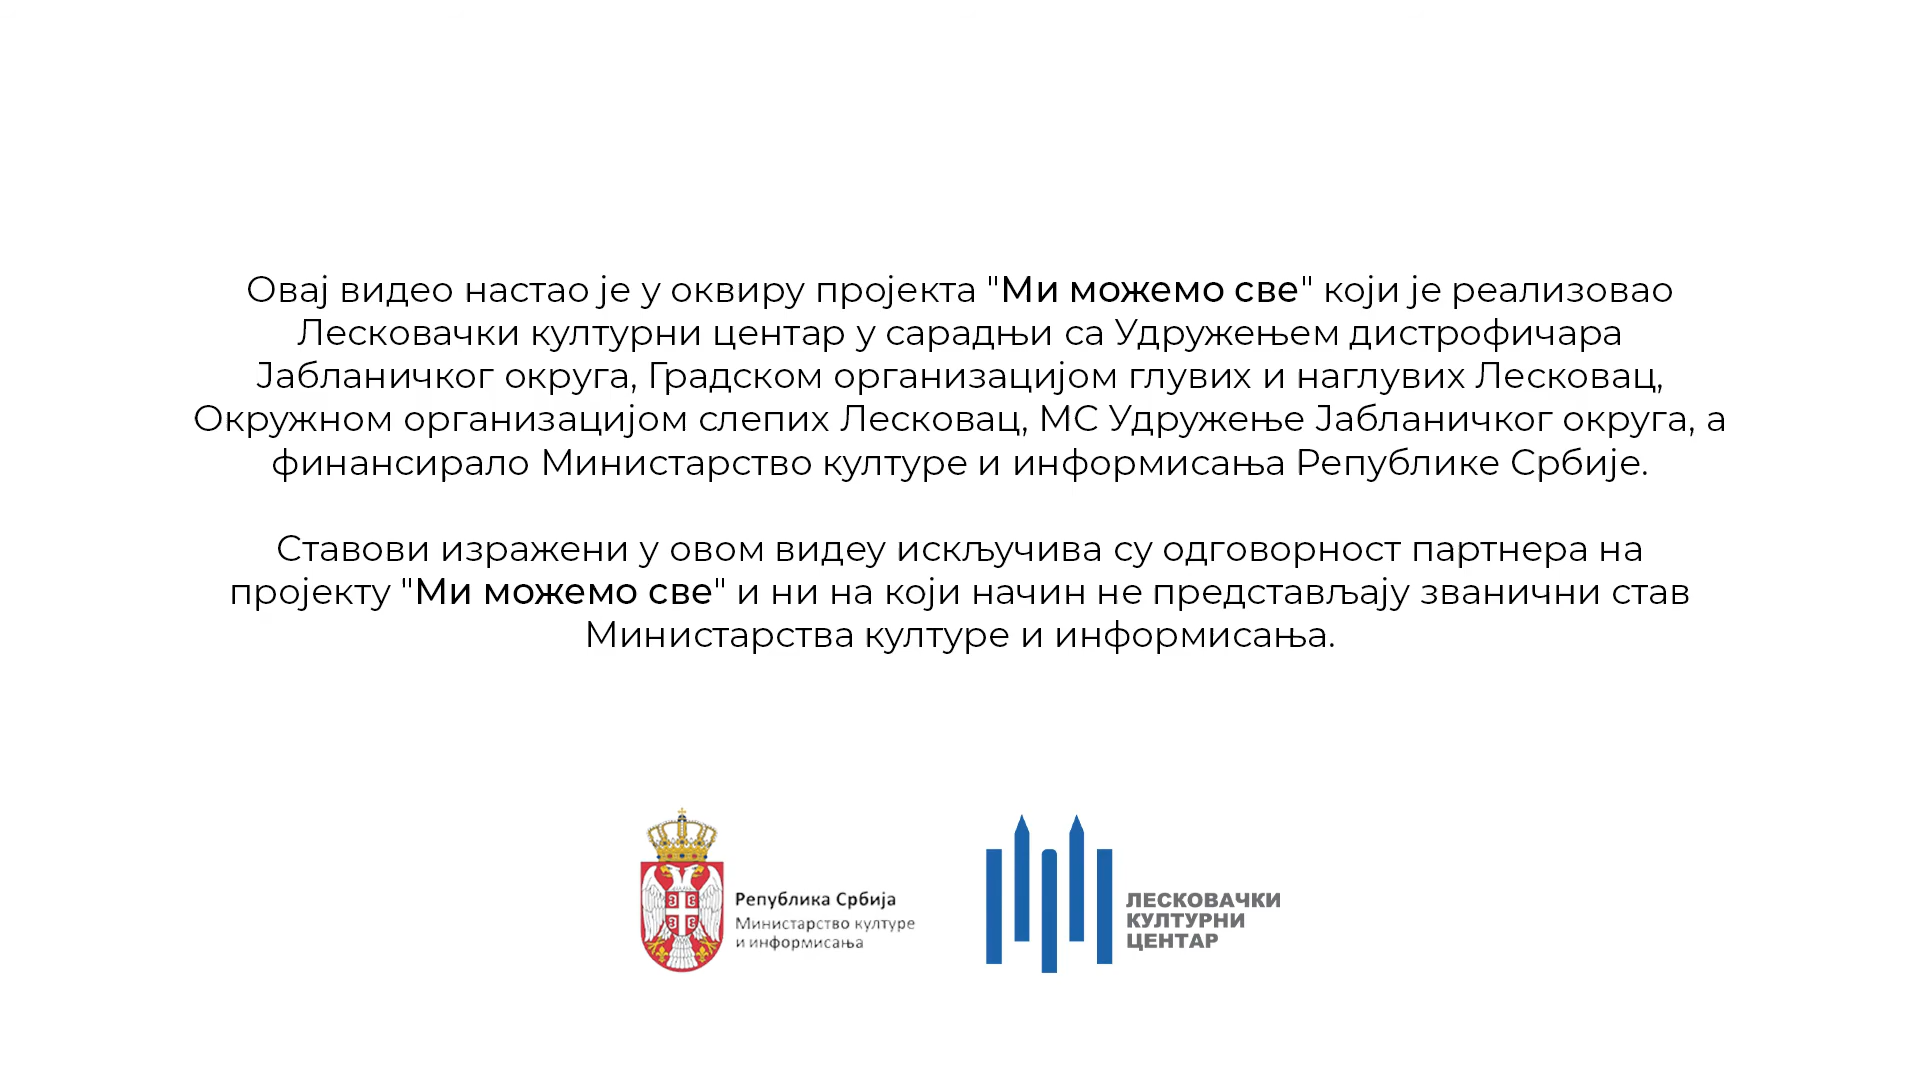 Овај видео настао је у оквиру пројекта "Ми можемо све" који је реализовао
Лесковачки културни центар у сарадњи са Удружењем дистрофичара
Јабланичког округа, Градском организацијом глувих и наглувих Лесковац,
Окружном организацијом слепих Лесковац, МС Удружење Јабланичког округа, а
финансирало Министарство културе и информисања Републике Србије.
Ставови изражени у овом видеу искључива су одговорност партнера на
пројекту "Ми можемо све" и ни на који начин не представљају званични став
Министарства културе и информисања.
Република Србија
Министарство културе
и информисања
ЛЕСКОВАЧКИ
КУЛТУРНИ
ЦЕНТАР